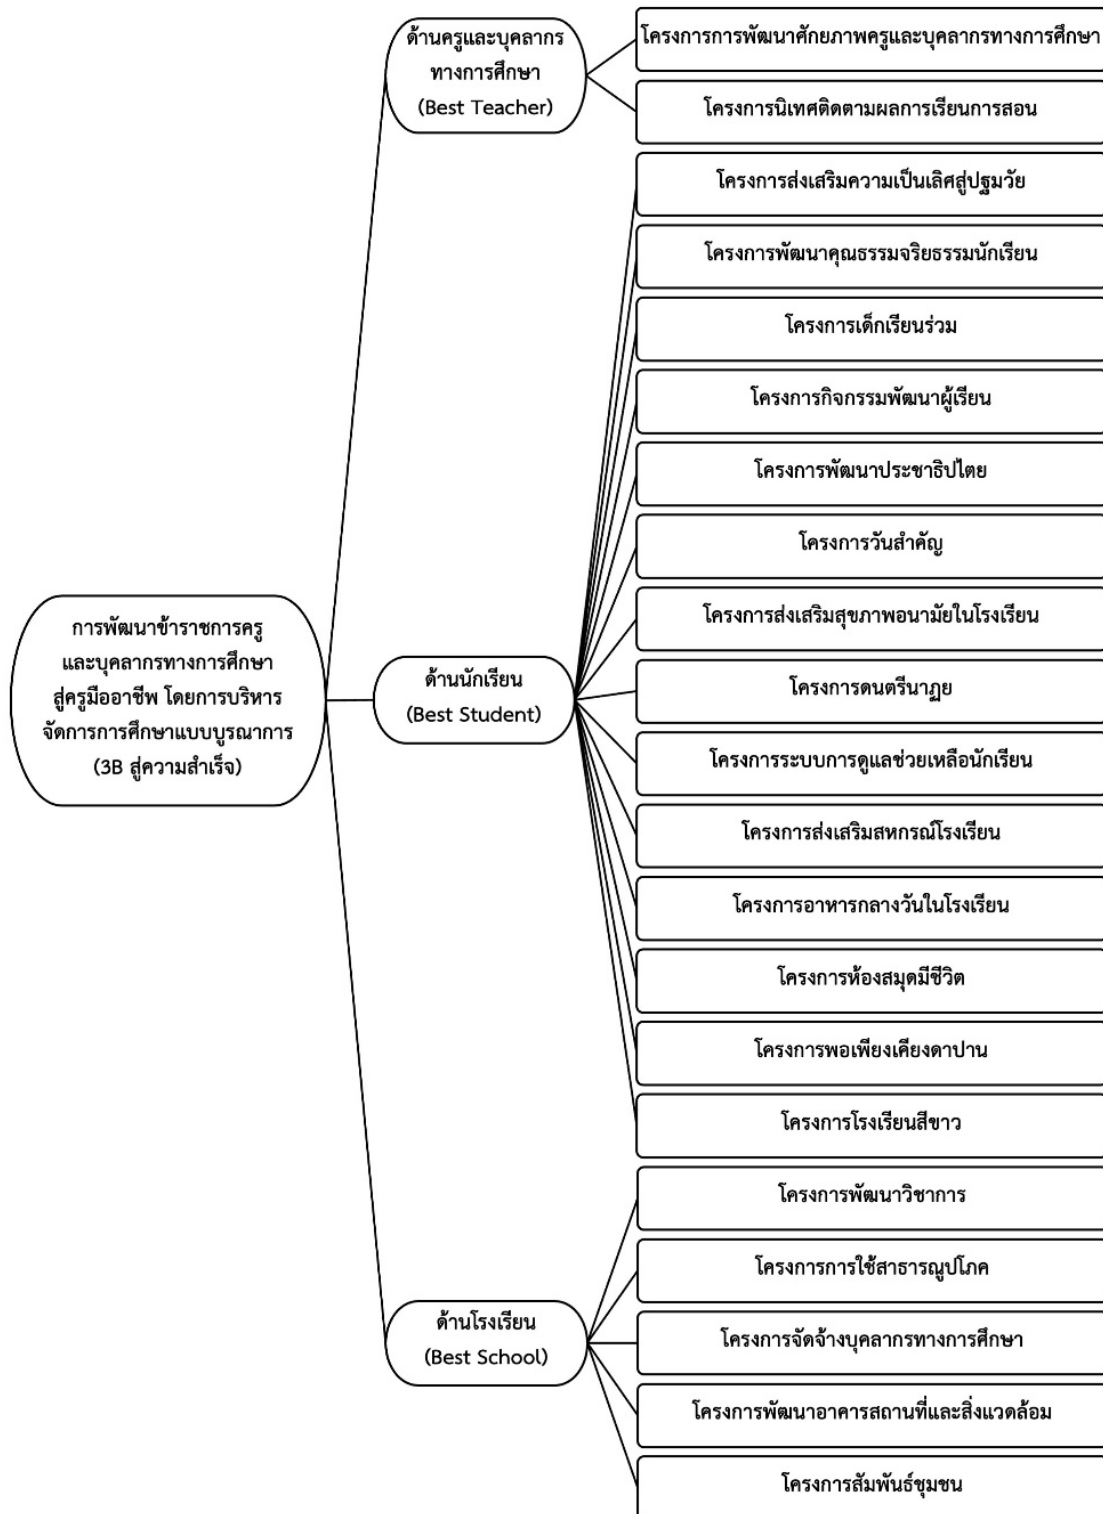 ด้านครูและบุคลากร
ทางการศึกษา
(Best Teacher)
โครงการการพัฒนาศักยภาพครูและบุคลากรทางการศึกษา
โครงการนิเทศติดตามผลการเรียนการสอน
การพัฒนาข้าราชการครู
และบุคลากรทางการศึกษา
สู่ครูมืออาชีพ โดยการบริหาร
จัดการการศึกษาแบบบูรณาการ
(3B สู่ความสำเร็จ)
ด้านนักเรียน
(Best Student)
โครงการส่งเสริมความเป็นเลิศสู่ปฐมวัย
โครงการพัฒนาคุณธรรมจริยธรรมนักเรียน
โครงการเด็กเรียนร่วม
โครงการกิจกรรมพัฒนาผู้เรียน
โครงการพัฒนาประชาธิปไตย
โครงการวันสำคัญ
โครงการส่งเสริมสุขภาพอนามัยในโรงเรียน
โครงการดนตรีนาฏย
โครงการระบบการดูแลช่วยเหลือนักเรียน
โครงการส่งเสริมสหกรณ์โรงเรียน
โครงการอาหารกลางวันในโรงเรียน
โครงการห้องสมุดมีชีวิต
โครงการพอเพียงเคียงดาปาน
โครงการโรงเรียนสีขาว
ด้านโรงเรียน
(Best School)
โครงการพัฒนาวิชาการ
โครงการการใช้สาธารณูปโภค
โครงการจัดจ้างบุคลากรทางการศึกษา
โครงการพัฒนาอาคารสถานที่และสิ่งแวดล้อม
โครงการสัมพันธ์ชุมชน